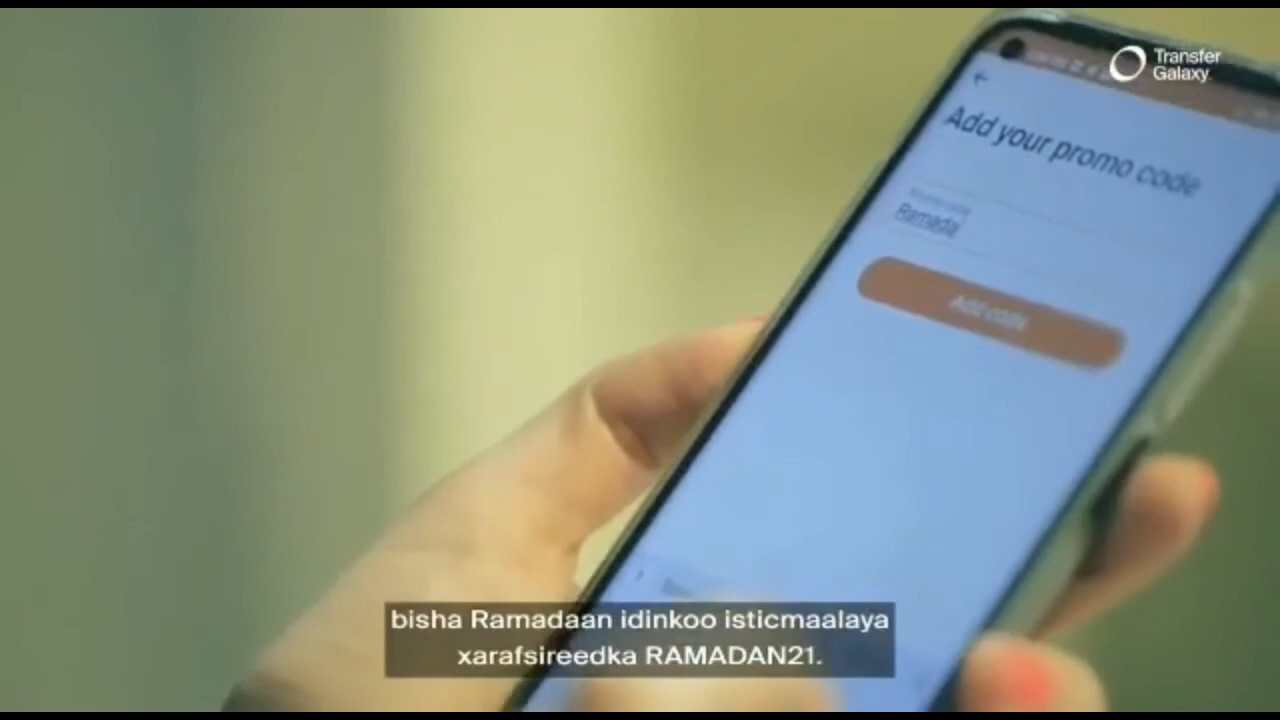 Transfer
Galaxy
Add your promo code
Ramada
Add code
bisha Ramadaan idinkoo isticmaalaya
xarafsireedka RAMADAN21.